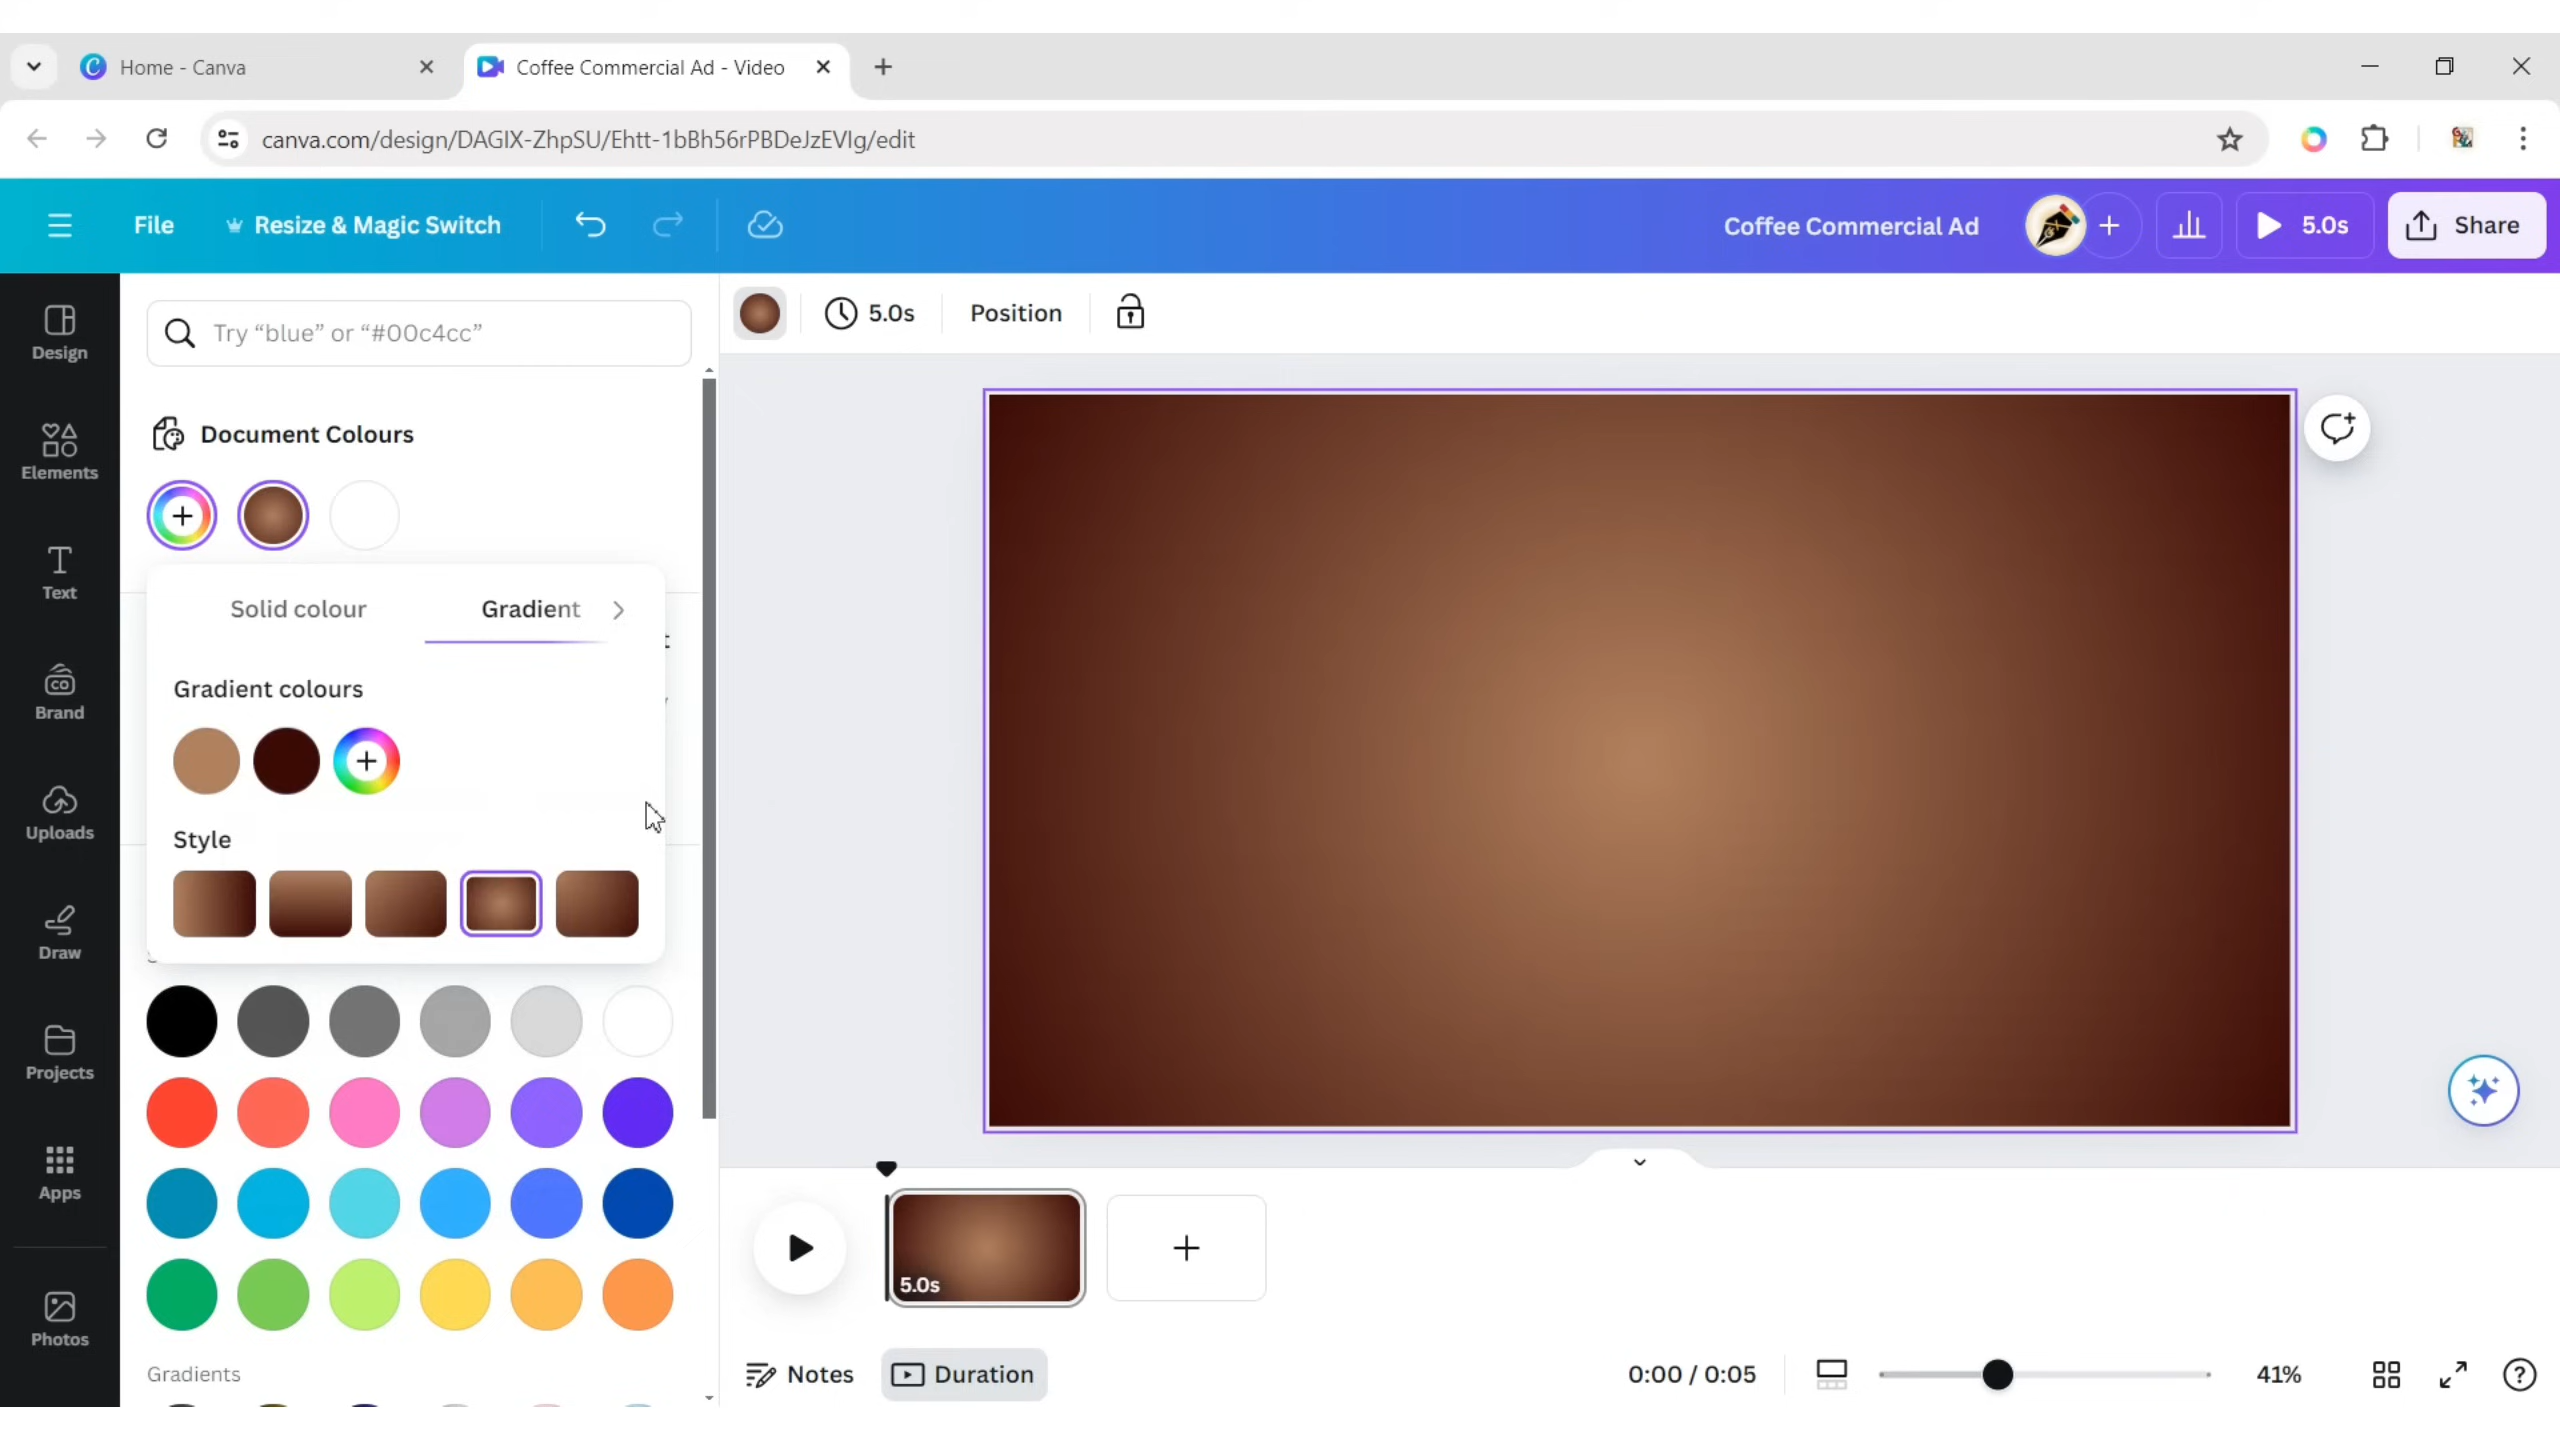 Home - Canva
Coffee Commercial Ad - Video
canva.com/design/DAGIX-ZhpSU/Ehtt-1bBh56rPBDeJzEVIg/edit
File
Resize & Magic Switch
Coffee Commercial Ad
5.0s
Share
Design
Elements
Text
Brand
Uploads
Draw
Projects
Apps
Photos
Try “blue” or “#00c4cc”
Document Colours
Solid colour
Gradient
Gradient colours
Style
Gradients
5.0s
Position
5.0s
Notes
Duration
0:00 / 0:05
41%